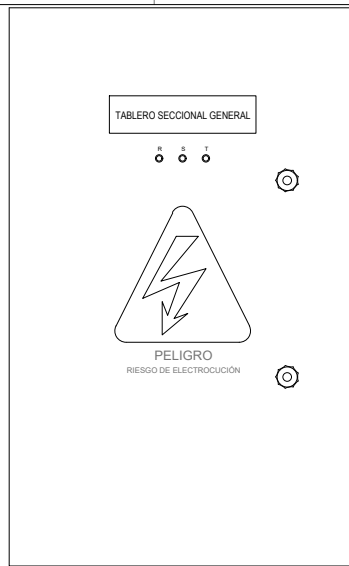 TABLERO SECCIONAL GENERAL
R S T
PELIGRO
RIESGO DE ELECTROCUCIÓN